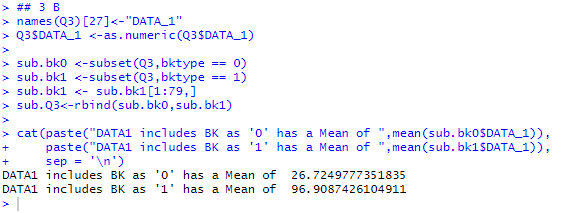 > ## 3 B
> names(Q3)[27]<-"DATA_1"
> Q3$DATA_1 <-as.numeric(Q3$DATA_1)
>
> sub.bk0 <-subset(Q3,bktype == 0)
> sub.bk1 <-subset(Q3,bktype == 1)
> sub.bk1 <- sub.bk1[1:79,]
> sub.Q3<-rbind(sub.bk0,sub.bk1)
>
> cat(paste("DATA1 includes BK as '0' has a Mean of ",mean(sub.bk0$DATA_1)),
+     paste("DATA1 includes BK as '1' has a Mean of ",mean(sub.bk1$DATA_1)),
+     sep = '\n')
DATA1 includes BK as '0' has a Mean of  26.7249777351835
DATA1 includes BK as '1' has a Mean of  96.9087426104911
>